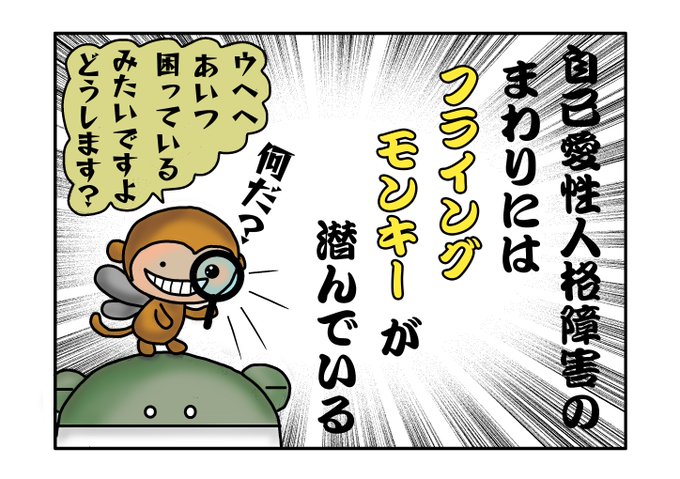 自己愛性人格障害の
まわりには
フライング
モンキーが
潜んでいる
何だ?
ウヘヘ
あいつ
困っている
みたいですよ
どうします?